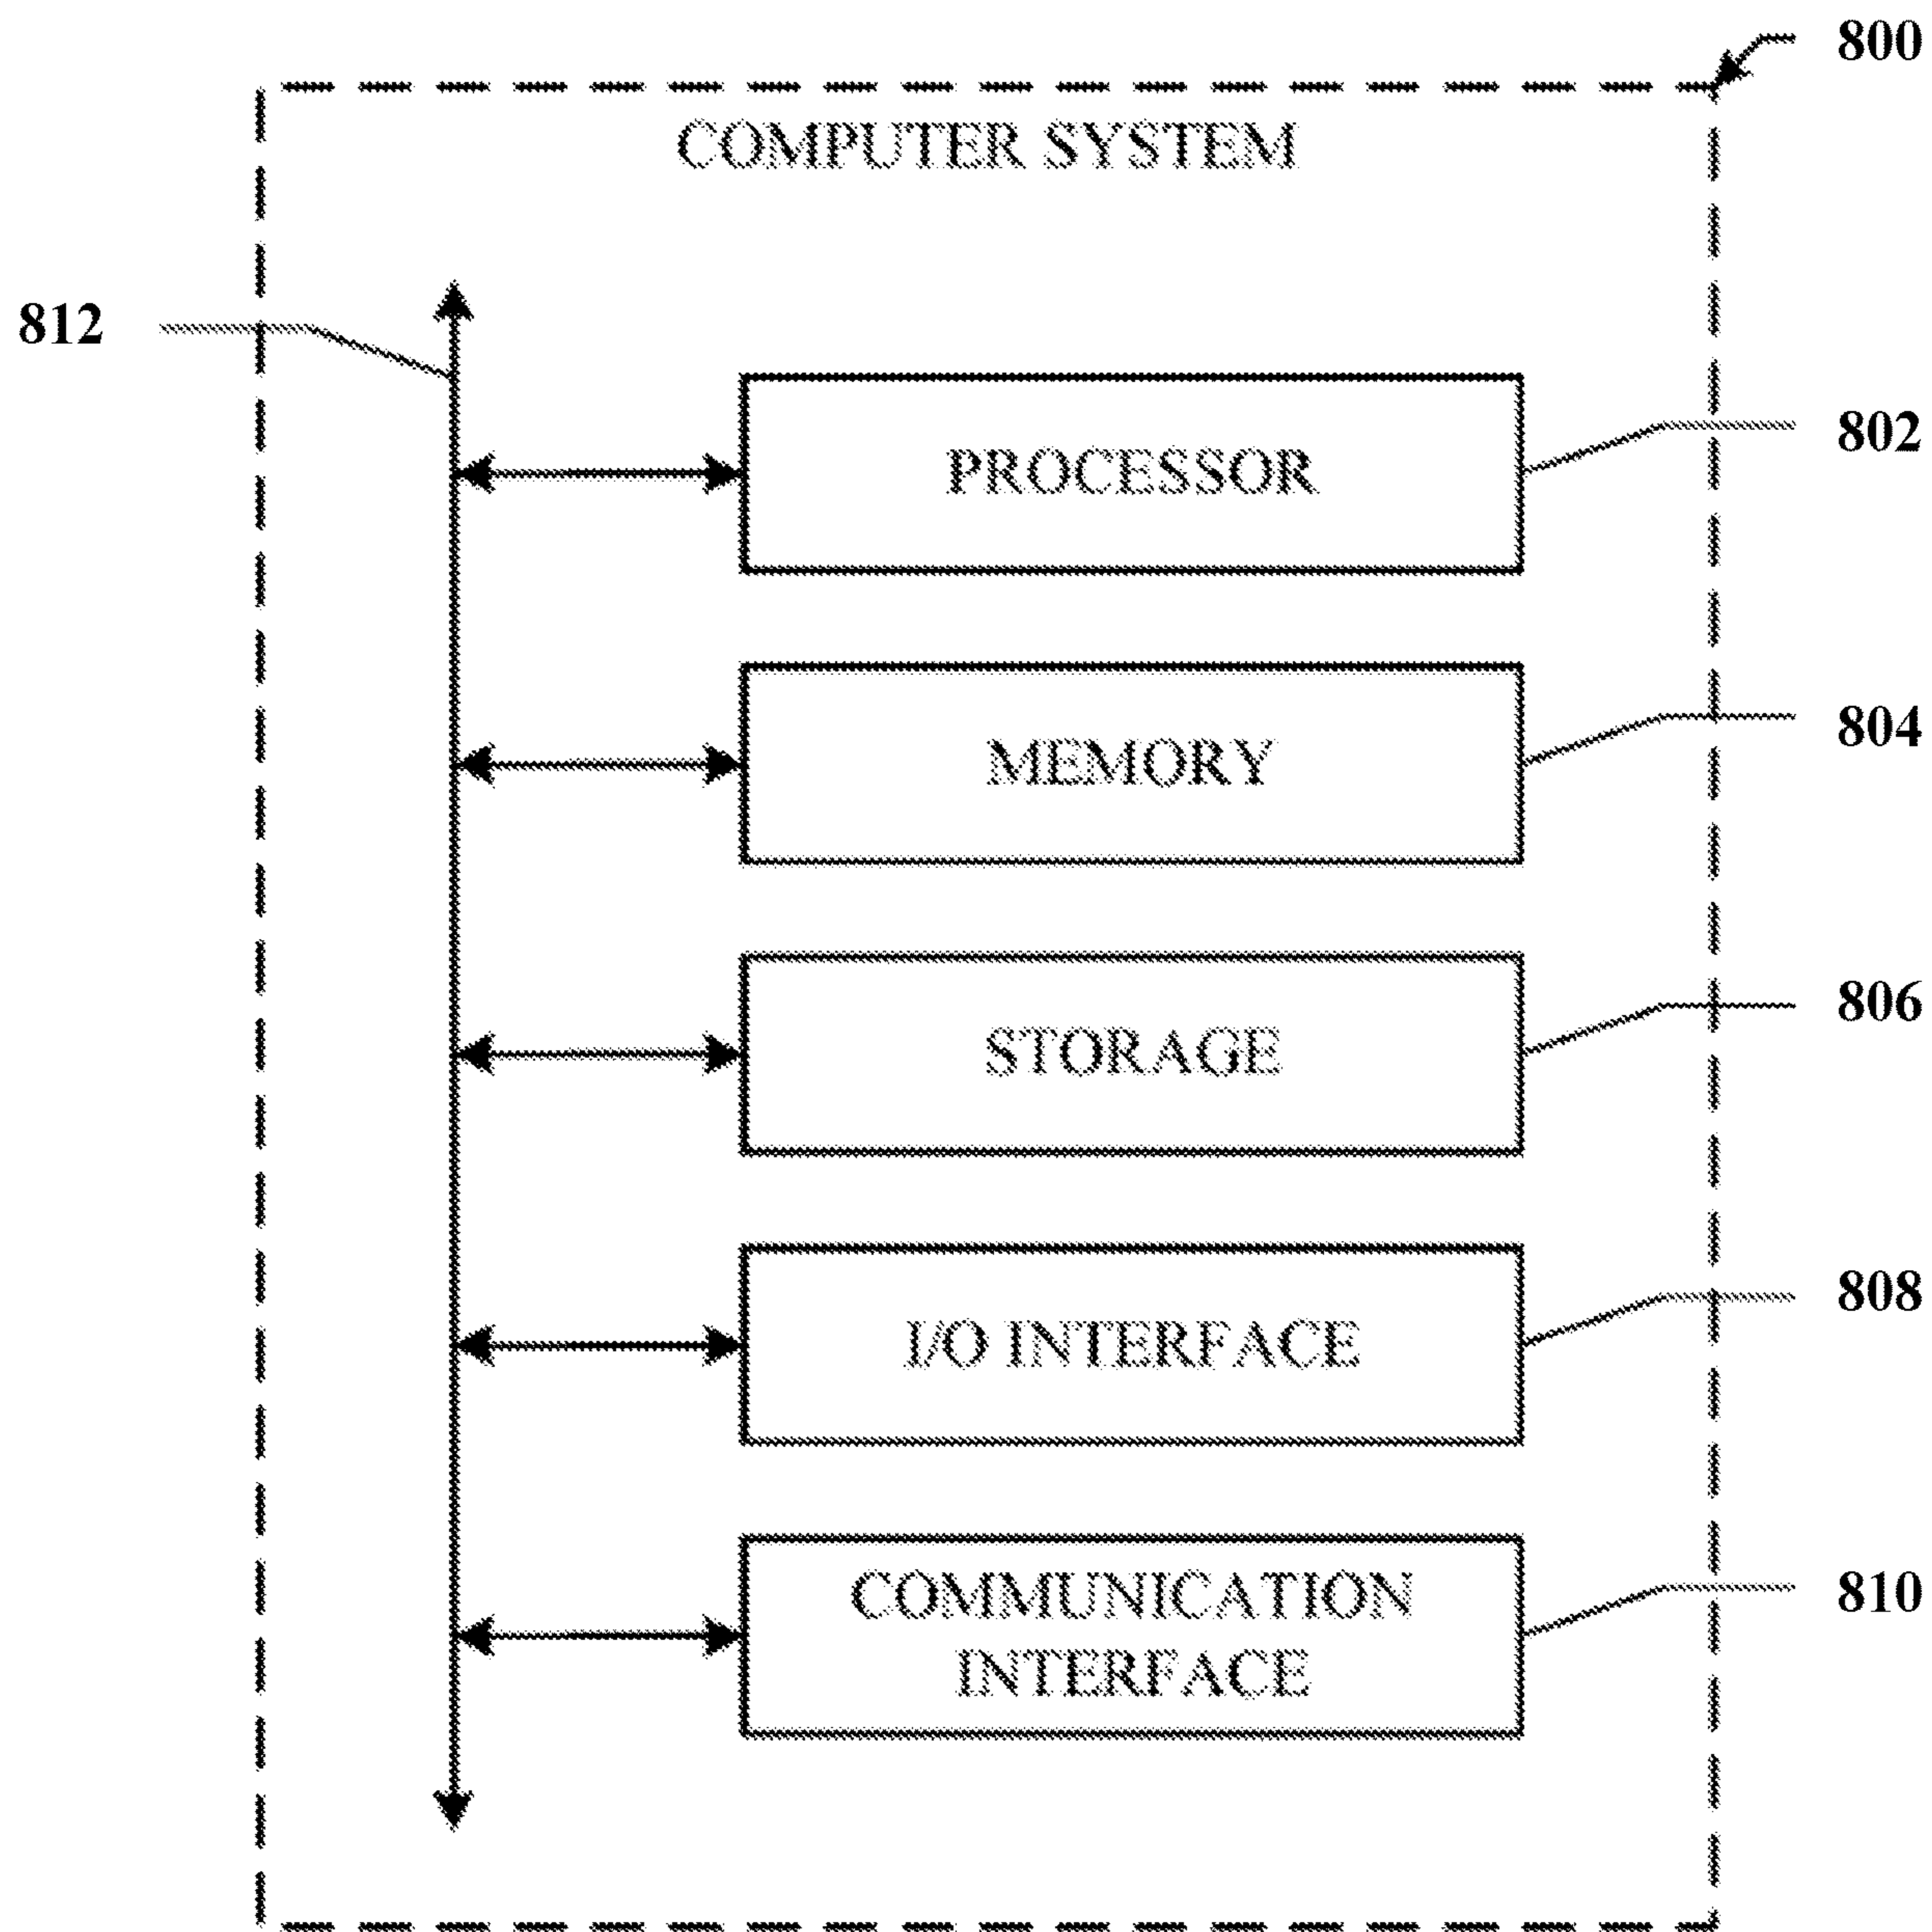 800
COMPUTER SYSTEM
812
PROCESSOR
802
MEMORY
804
STORAGE
806
I/O INTERFACE
808
COMMUNICATION
INTERFACE
810